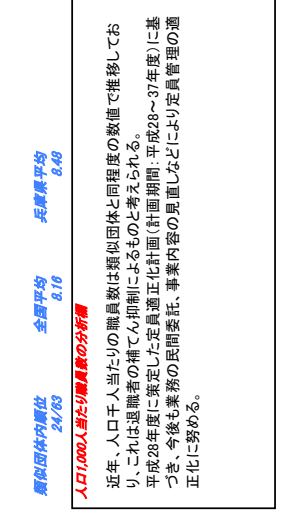 類似団体内順位 全国平均 兵庫県平均
24/63 8.16 8.48
人口1,000人当たり職員数の分析欄
近年、人口千人当たりの職員数は類似団体と同程度の数値で推移してお
り、これは退職者の補てん抑制によるものと考えられる。
平成28年度に策定した定員適正化計画(計画期間:平成28～37年度)に基
づき、今後も業務の民間委託、事業内容の見直しなどにより定員管理の適
正化に努める。